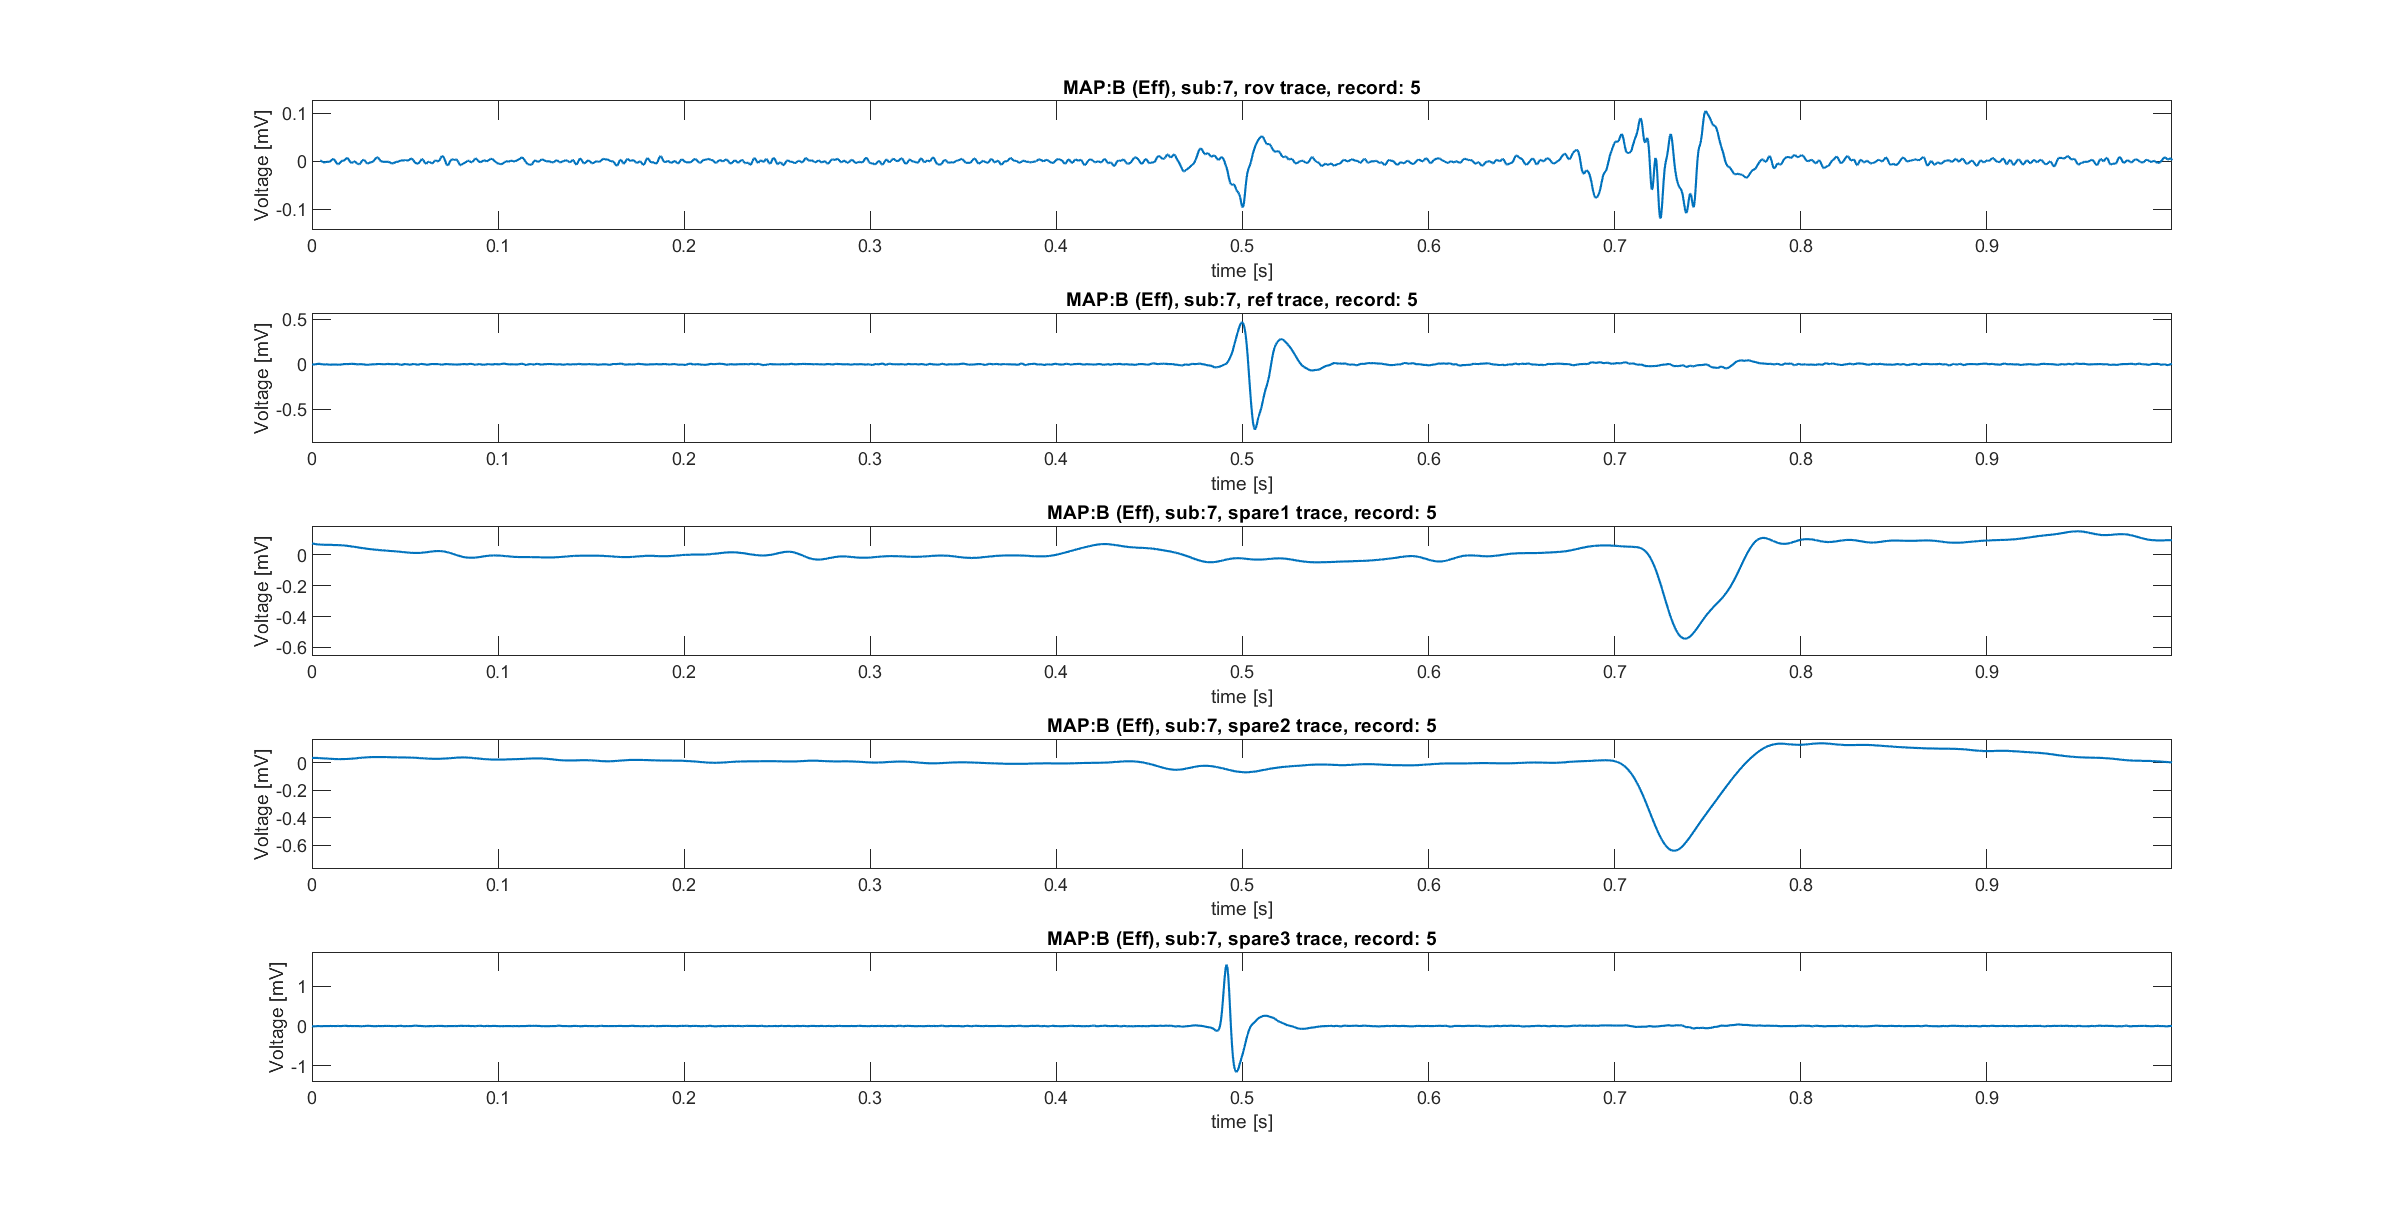 MAP:B (Eff), sub:7, rov trace, record: 5
Voltage [mV]
0.1
0
-0.1
0 0.1 0.2 0.3 0.4 0.5 0.6 0.7 0.8 0.9
time [s]
MAP:B (Eff), sub:7, ref trace, record: 5
Voltage [mV]
0.5
0
-0.5
0 0.1 0.2 0.3 0.4 0.5 0.6 0.7 0.8 0.9
time [s]
MAP:B (Eff), sub:7, spare1 trace, record: 5
Voltage [mV]
0
-0.2
-0.4
-0.6
0 0.1 0.2 0.3 0.4 0.5 0.6 0.7 0.8 0.9
time [s]
MAP:B (Eff), sub:7, spare2 trace, record: 5
Voltage [mV]
0
-0.2
-0.4
-0.6
0 0.1 0.2 0.3 0.4 0.5 0.6 0.7 0.8 0.9
time [s]
MAP:B (Eff), sub:7, spare3 trace, record: 5
Voltage [mV]
1
0
-1
0 0.1 0.2 0.3 0.4 0.5 0.6 0.7 0.8 0.9
time [s]